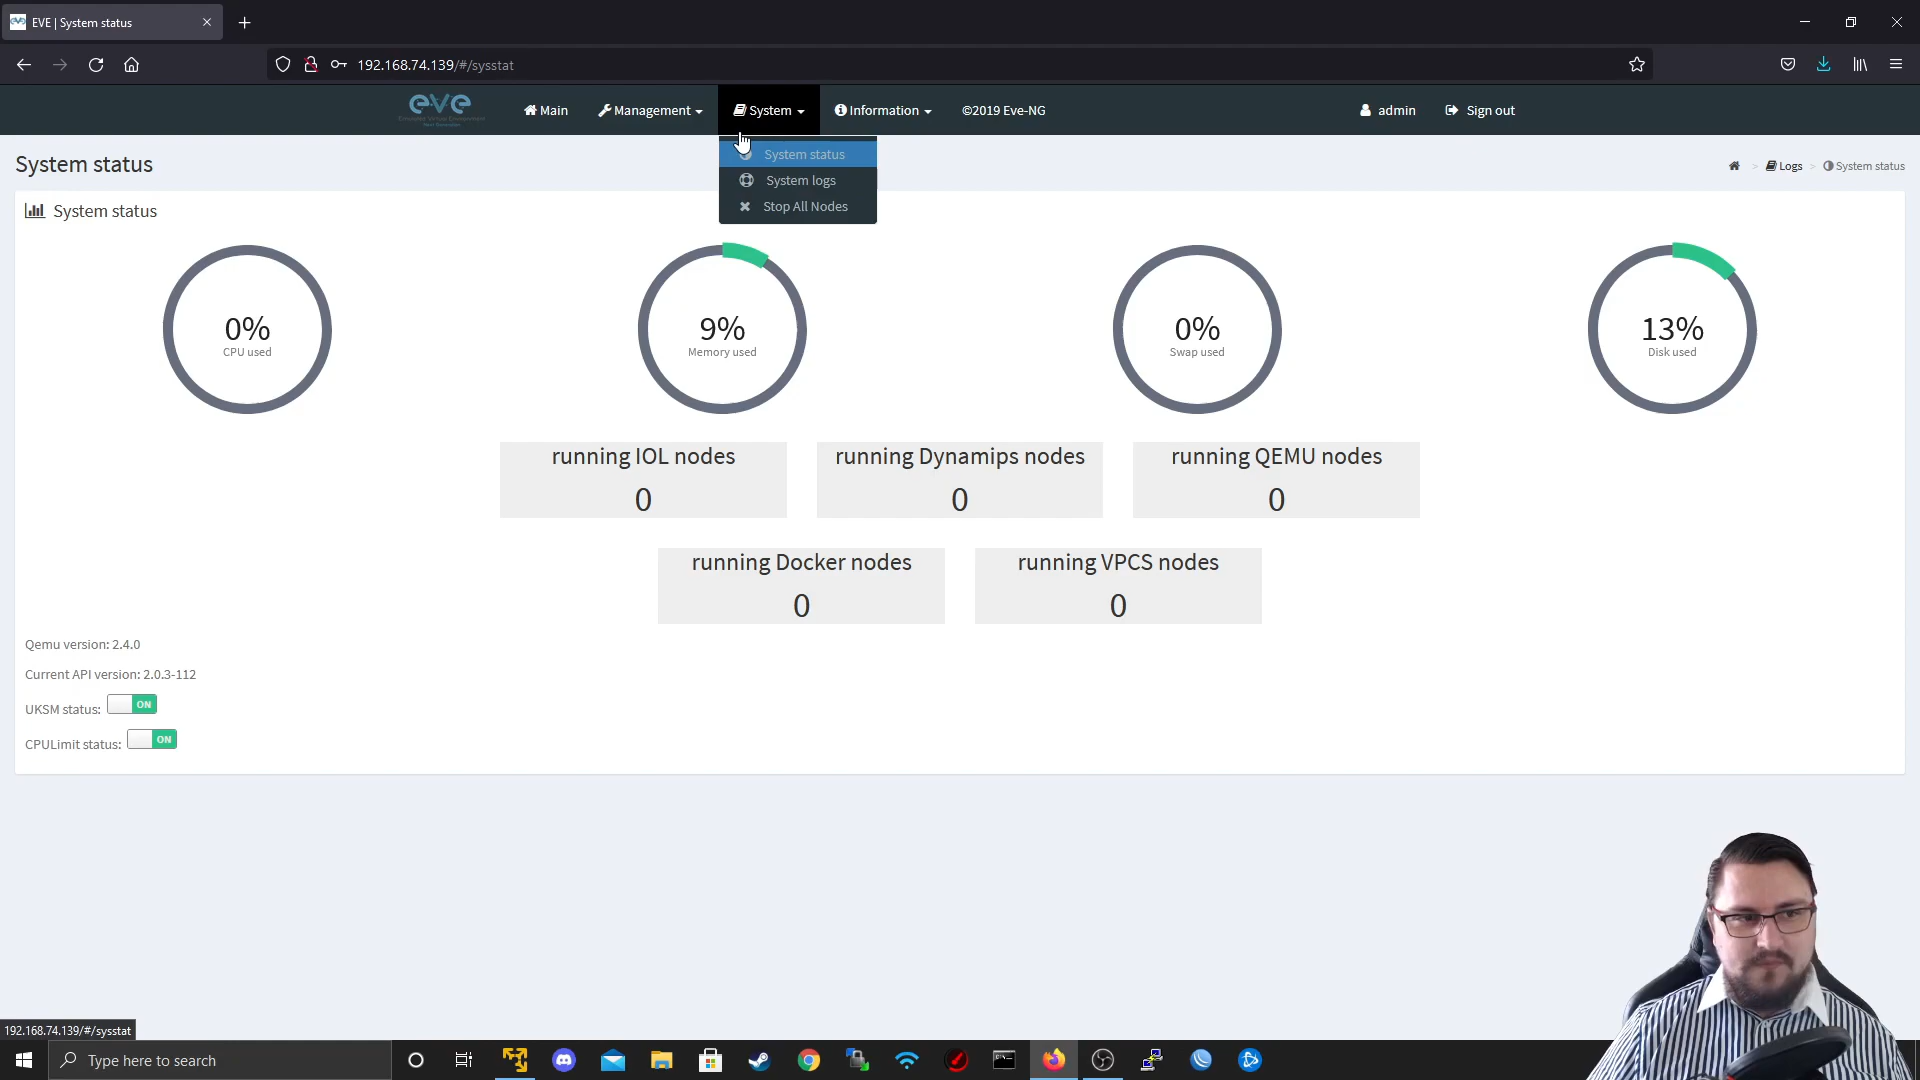 EVE | System status
192.168.74.139/#/sysstat
eve
Main
Management
System
Information
©2019 Eve-NG
admin
Sign out
System status
System logs
Stop All Nodes
System status
Logs
System status
System status
0%
CPU used
9%
Memory used
0%
Swap used
13%
Disk used
running IOL nodes
0
running Dynamips nodes
0
running QEMU nodes
0
running Docker nodes
0
running VPCS nodes
0
Qemu version: 2.4.0
Current API version: 2.0.3-112
UKSM status: ON
CPULimit status: ON
192.168.74.139/#/sysstat
Type here to search